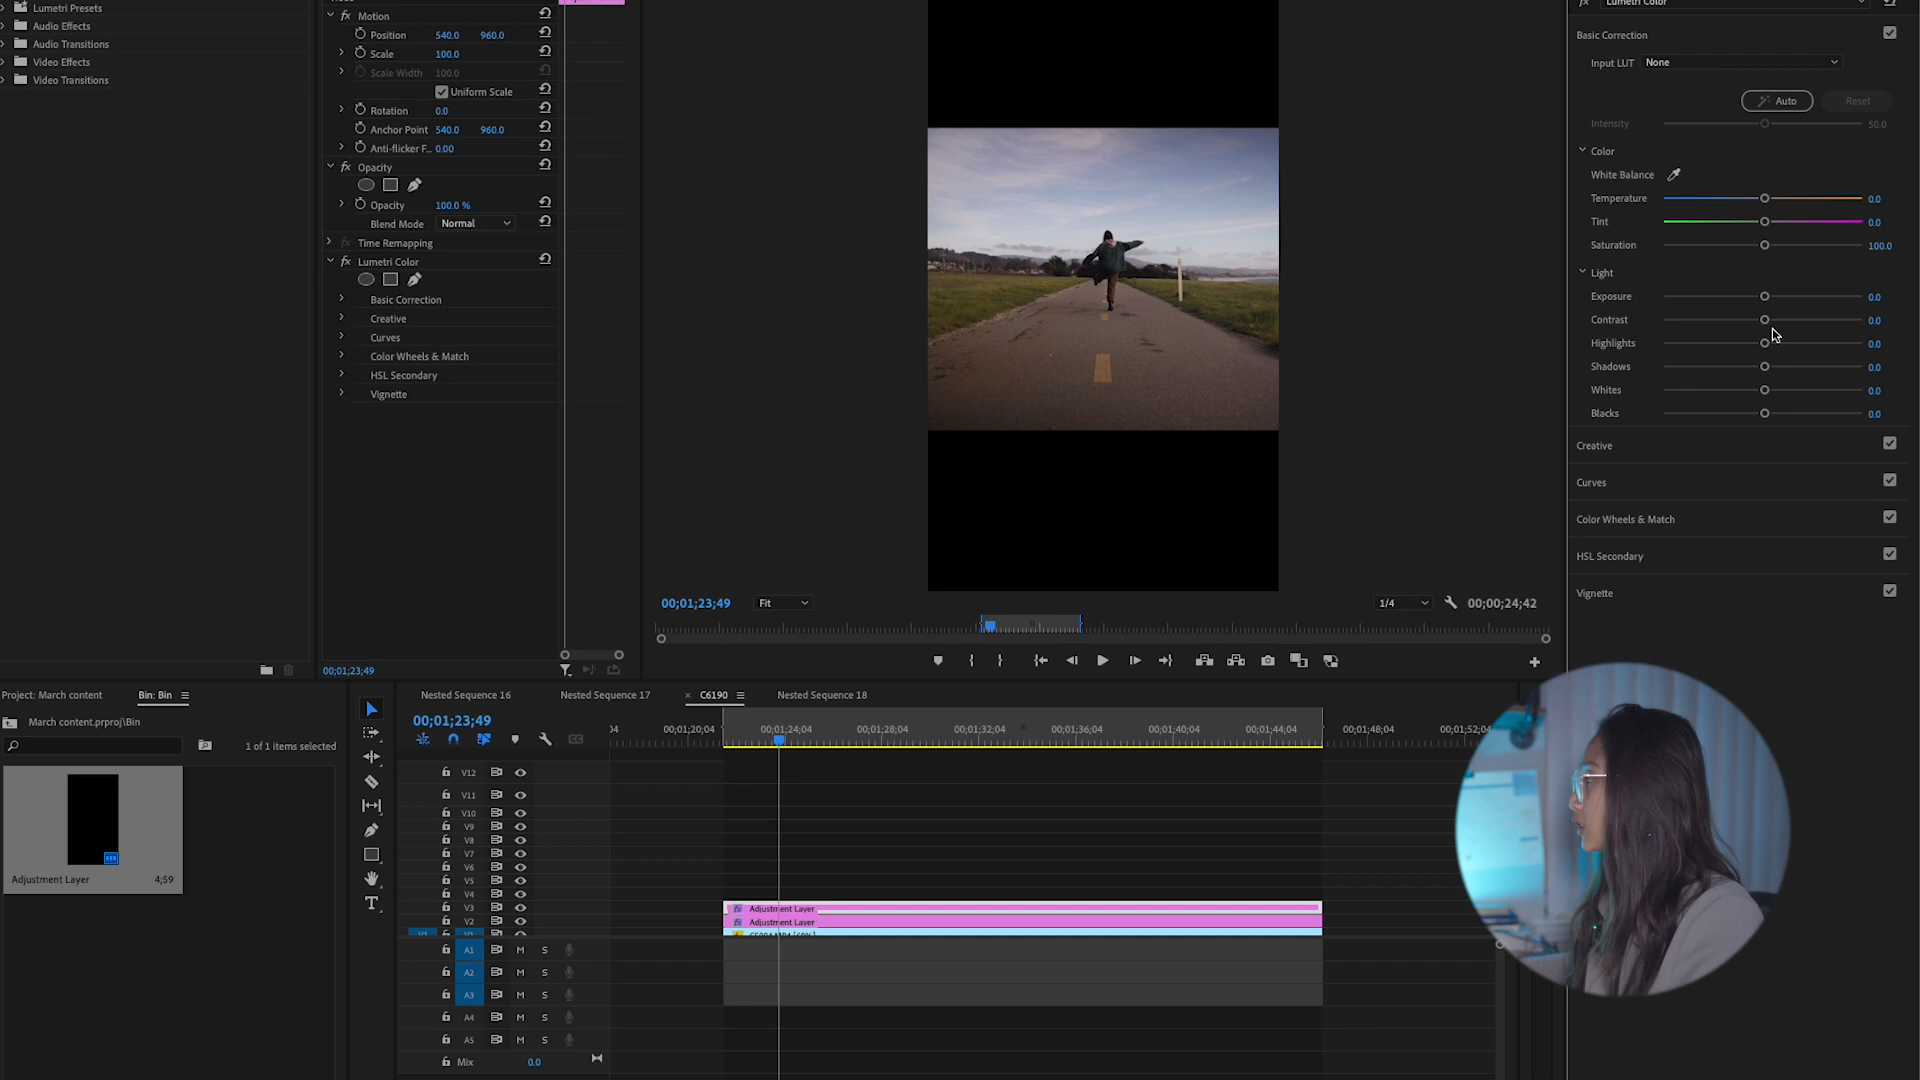 Lumetri Presets
Audio Effects
Audio Transitions
Video Effects
Video Transitions
fx Motion
Position 540.0 960.0
Scale 100.0
Scale Width 100.0
Uniform Scale
Rotation 0.0
Anchor Point 540.0 960.0
Anti-flicker F... 0.00
fx Opacity
Opacity 100.0 %
Blend Mode Normal
fx Time Remapping
fx Lumetri Color
Basic Correction
Creative
Curves
Color Wheels & Match
HSL Secondary
Vignette
00;01;23;49
00;01;23;49 Fit 1/4 00;00;24;42
fx Lumetri Color
Basic Correction
Input LUT None
Auto Reset
Intensity 50.0
Color
White Balance
Temperature 0.0
Tint 0.0
Saturation 100.0
Light
Exposure 0.0
Contrast 0.0
Highlights 0.0
Shadows 0.0
Whites 0.0
Blacks 0.0
Creative
Curves
Color Wheels & Match
HSL Secondary
Vignette
Project: March content Bin: Bin
March content.prproj\Bin
1 of 1 items selected
Adjustment Layer 4;59
Nested Sequence 16 Nested Sequence 17 × C6190 Nested Sequence 18
00;01;23;49
;04 00;01;20;04 00;01;24;04 00;01;28;04 00;01;32;04 00;01;36;04 00;01;40;04 00;01;44;04 00;01;48;04 00;01;52;04
V12
V11
V10
V9
V8
V7
V6
V5
V4
V3 fx Adjustment Layer
V2 fx Adjustment Layer
V1 V1
A1 M S
A2 M S
A3 M S
A4 M S
A5 M S
Mix 0.0
T